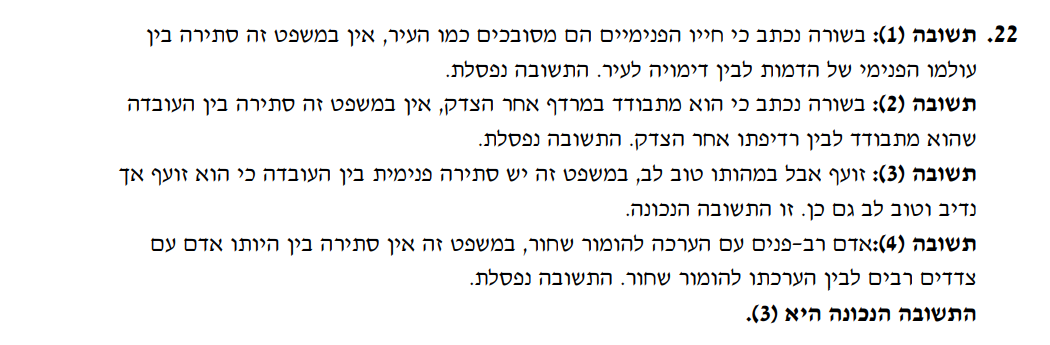 22. תשובה (1): בשורה נכתב כי חייו הפנימיים הם מסובכים כמו העיר, אין במשפט זה סתירה בין
עולמו הפנימי של הדמות לבין דימויה לעיר. התשובה נפסלת.
תשובה (2): בשורה נכתב כי הוא מתבודד במרדף אחר הצדק, אין במשפט זה סתירה בין העובדה
שהוא מתבודד לבין רדיפתו אחר הצדק. התשובה נפסלת.
תשובה (3): זועף אבל במהותו טוב לב, במשפט זה יש סתירה פנימית בין העובדה כי הוא זועף אך
נדיב וטוב לב גם כן. זו התשובה הנכונה.
תשובה (4):אדם רב-פנים עם הערכה להומור שחור, במשפט זה אין סתירה בין היותו אדם עם
צדדים רבים לבין הערכתו להומור שחור. התשובה נפסלת.
התשובה הנכונה היא (3).